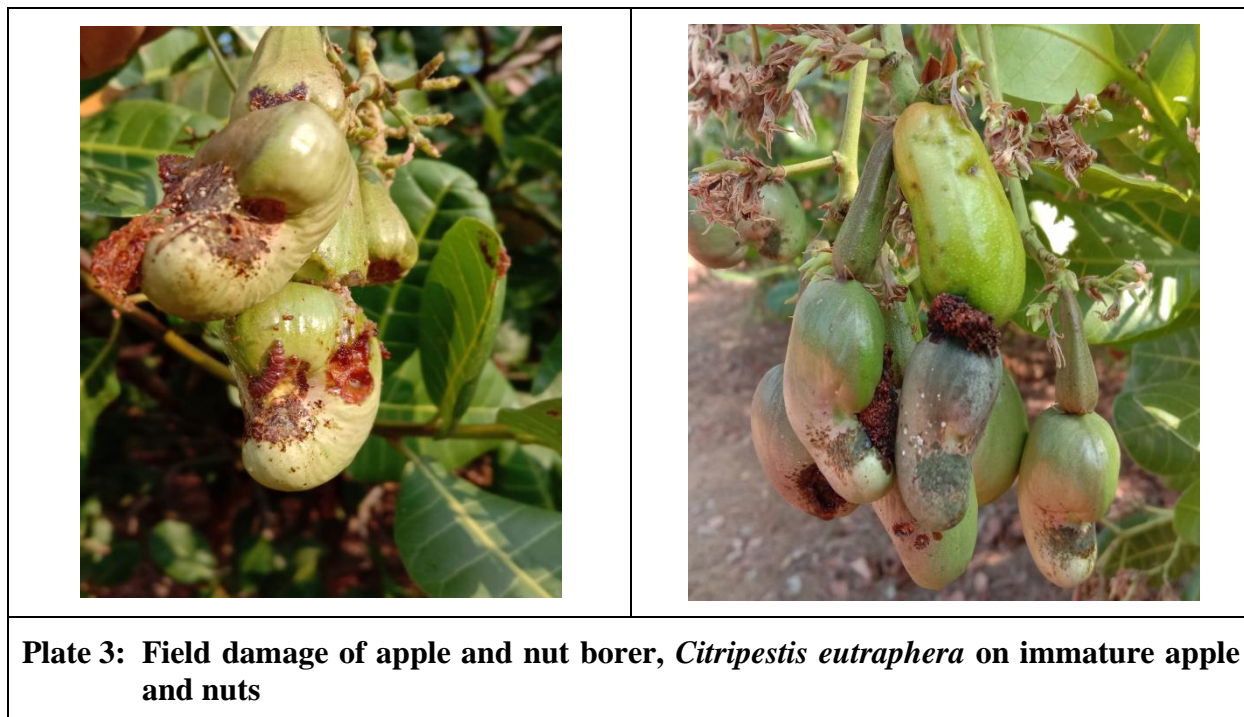 Plate 3: Field damage of apple and nut borer, Citripestis eutraphera on immature apple
and nuts